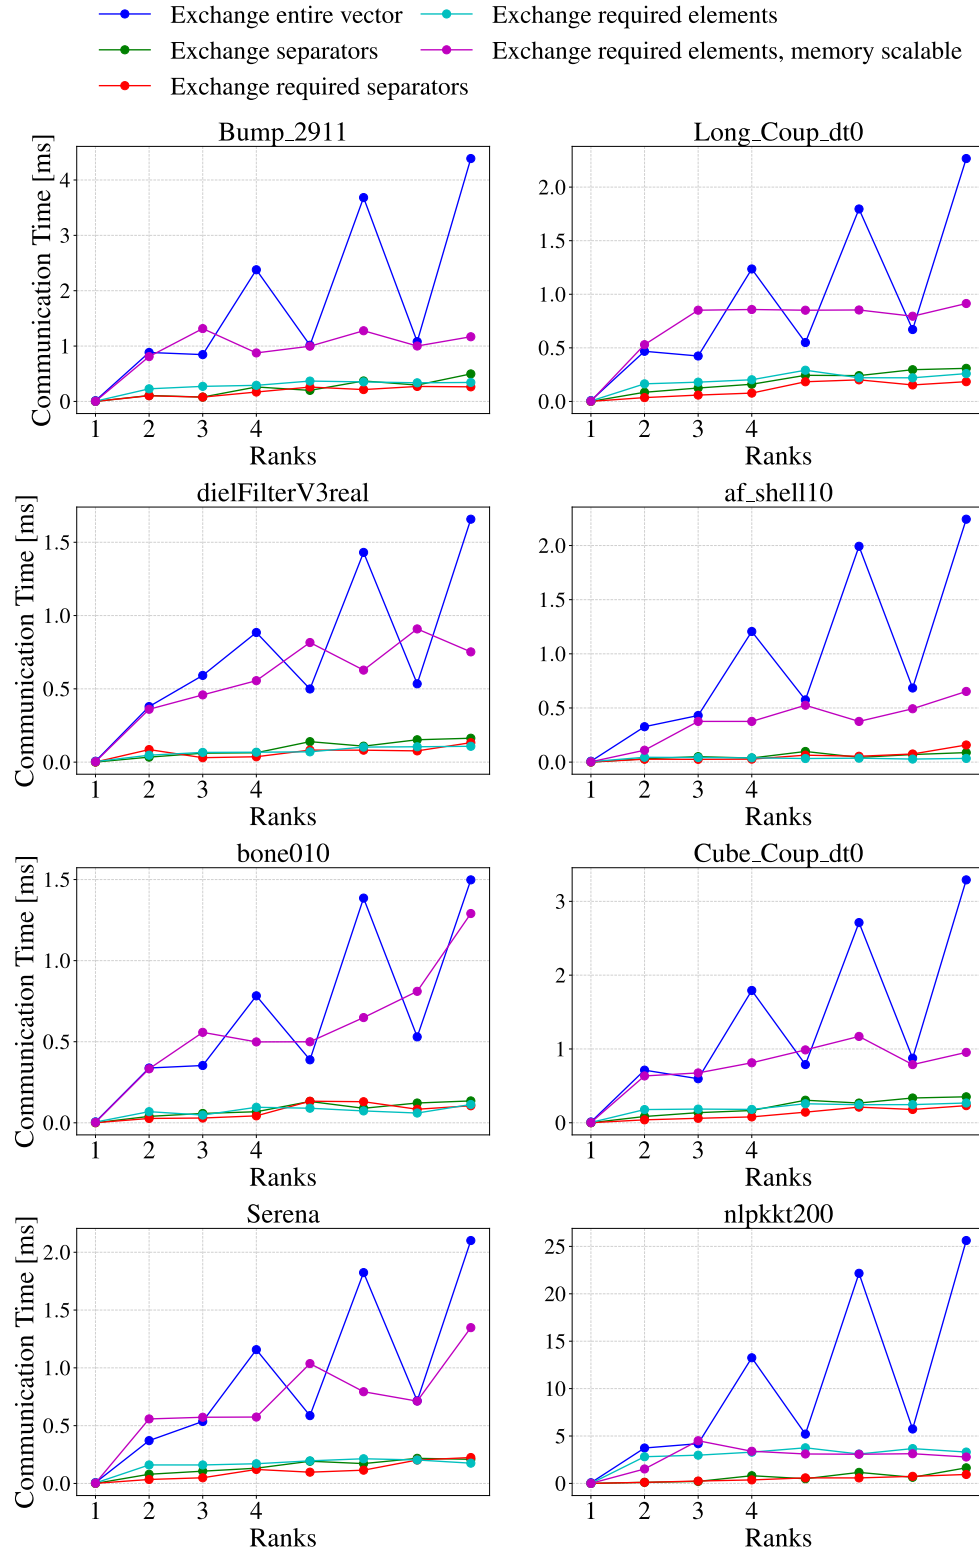 Exchange entire vector
Exchange separators
Exchange required separators
Exchange required elements
Exchange required elements, memory scalable
Bump_2911
Communication Time [ms]
4
3
2
1
0
1 2 3 4
Ranks
Long_Coup_dt0
2.0
1.5
1.0
0.5
0.0
1 2 3 4
Ranks
dielFilterV3real
Communication Time [ms]
1.5
1.0
0.5
0.0
1 2 3 4
Ranks
af_shell10
2.0
1.5
1.0
0.5
0.0
1 2 3 4
Ranks
bone010
Communication Time [ms]
1.5
1.0
0.5
0.0
1 2 3 4
Ranks
Cube_Coup_dt0
3
2
1
0
1 2 3 4
Ranks
Serena
Communication Time [ms]
2.0
1.5
1.0
0.5
0.0
1 2 3 4
Ranks
nlpkkt200
25
20
15
10
5
0
1 2 3 4
Ranks